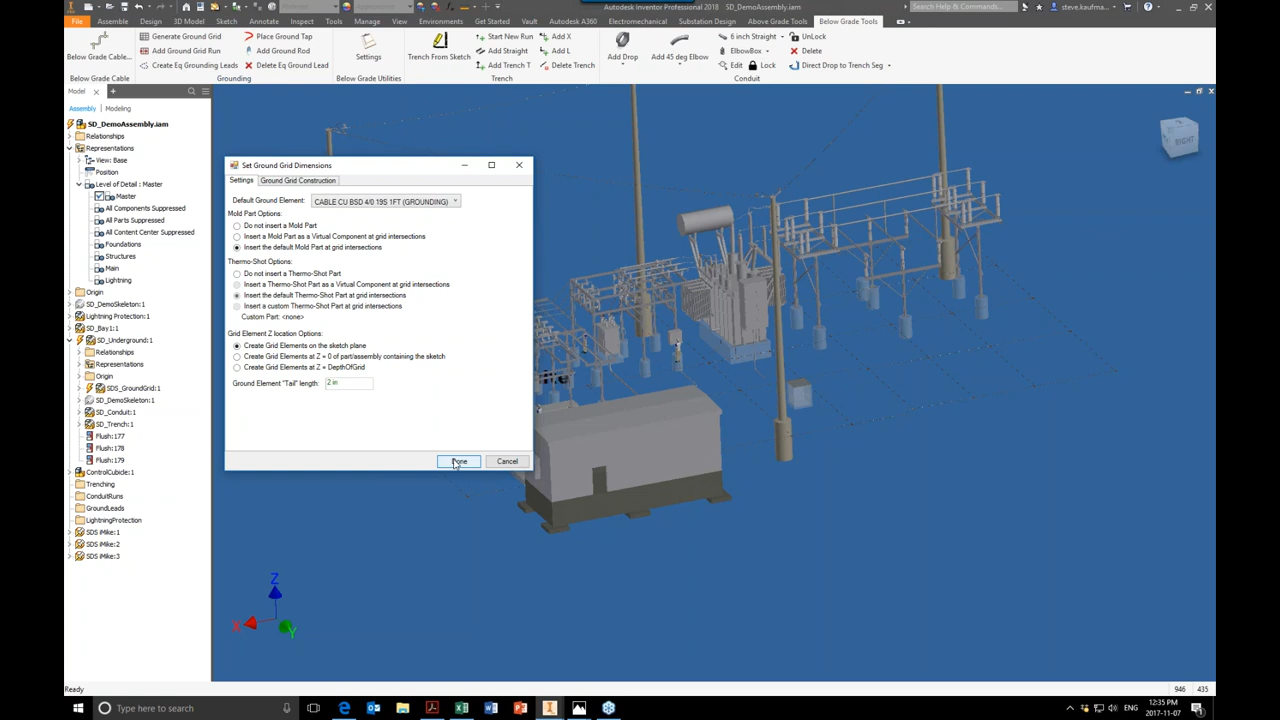 Autodesk Inventor Professional 2018 SD_DemoAssembly.iam
Search Help & Commands...
steve.kaufma...
File Assemble Design 3D Model Sketch Annotate Inspect Tools Manage View Environments Get Started Vault Autodesk A360 Electromechanical Substation Design Above Grade Tools Below Grade Tools
Below Grade Cable...
Generate Ground Grid
Add Ground Grid Run
Create Eq Grounding Leads
Place Ground Tap
Add Ground Rod
Delete Eq Ground Lead
Settings
Trench From Sketch
Start New Run
Add Straight
Add Trench T
Add X
Add L
Delete Trench
Add Drop
Add 45 deg Elbow
6 inch Straight
ElbowBox
Edit
Lock
UnLock
Delete
Direct Drop to Trench Seg
Below Grade Cable
Grounding
Below Grade Utilities
Trench
Conduit
Model
Assembly
Modeling
SD_DemoAssembly.iam
Relationships
Representations
View: Base
Position
Level of Detail : Master
Master
All Components Suppressed
All Parts Suppressed
All Content Center Suppressed
Foundations
Structures
Main
Lightning
Origin
SD_DemoSkeleton:1
Lightning Protection:1
SD_Bay1:1
SD_Underground:1
Relationships
Representations
Origin
SDS_GroundGrid:1
SD_DemoSkeleton:1
SD_Conduit:1
SD_Trench:1
Flush:177
Flush:178
Flush:179
ControlCubicle:1
Trenching
ConduitRuns
GroundLeads
LightningProtection
SDS iMike:1
SDS iMike:2
SDS iMike:3
Set Ground Grid Dimensions
Settings
Ground Grid Construction
Default Ground Element:
CABLE CU BSD 4/0 19S 1FT (GROUNDING)
Mold Part Options:
Do not insert a Mold Part
Insert a Mold Part as a Virtual Component at grid intersections
Insert the default Mold Part at grid intersections
Thermo-Shot Options:
Do not insert a Thermo-Shot Part
Insert a Thermo-Shot Part as a Virtual Component at grid intersections
Insert the default Thermo-Shot Part at grid intersections
Insert a custom Thermo-Shot Part at grid intersections
Custom Part: <none>
Grid Element Z location Options:
Create Grid Elements on the sketch plane
Create Grid Elements at Z = 0 of part/assembly containing the sketch
Create Grid Elements at Z = DepthOfGrid
Ground Element "Tail" length:
2 in
Done
Cancel
RIGHT
Z
X
Y
Ready
946
435
Type here to search
ENG
12:35 PM
2017-11-07